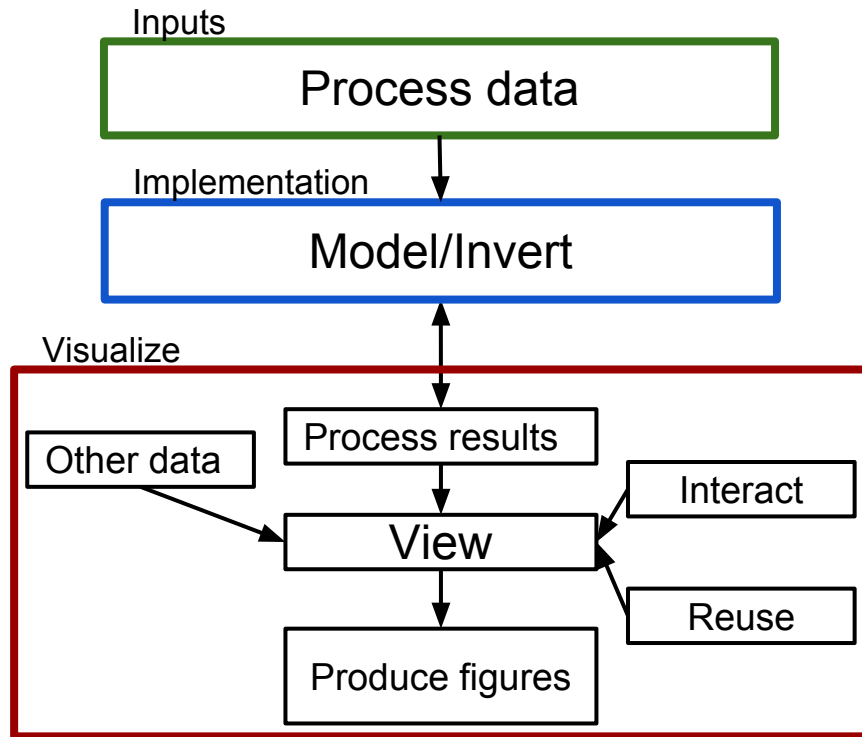 Inputs
Process data
Implementation
Model/Invert
Visualize
Process results
Other data
Interact
View
Reuse
Produce figures